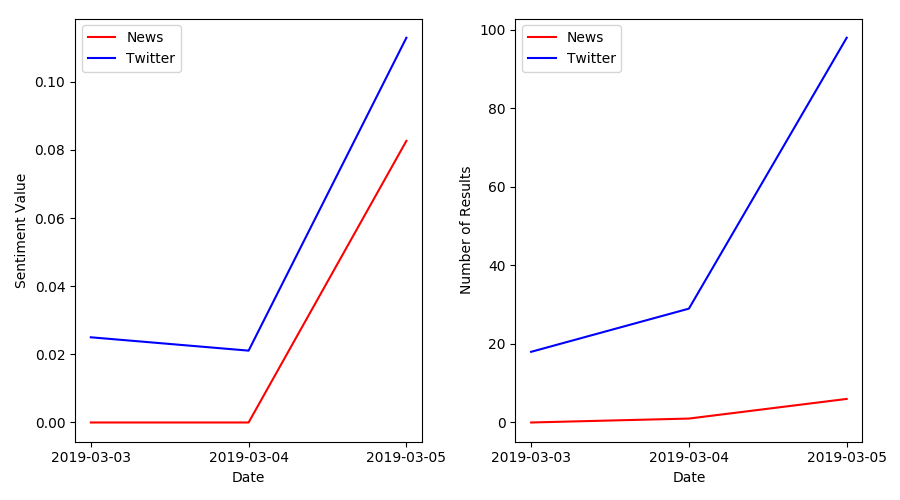 News
Twitter
0.10
0.08
0.06
0.04
0.02
0.00
Sentiment Value
2019-03-03 2019-03-04 2019-03-05
Date
News
Twitter
100
80
60
40
20
0
Number of Results
2019-03-03 2019-03-04 2019-03-05
Date